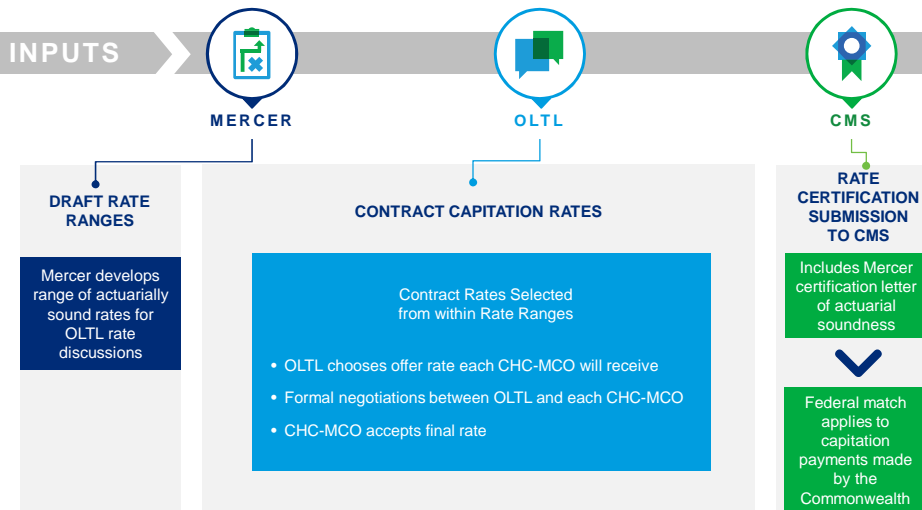 INPUTS
MERCER
OLTL
CMS
DRAFT RATE
RANGES
Mercer develops
range of actuarially
sound rates for
OLTL rate
discussions
CONTRACT CAPITATION RATES
Contract Rates Selected
from within Rate Ranges
• OLTL chooses offer rate each CHC-MCO will receive
• Formal negotiations between OLTL and each CHC-MCO
• CHC-MCO accepts final rate
RATE
CERTIFICATION
SUBMISSION
TO CMS
Includes Mercer
certification letter
of actuarial
soundness
Federal match
applies to
capitation
payments made
by the
Commonwealth